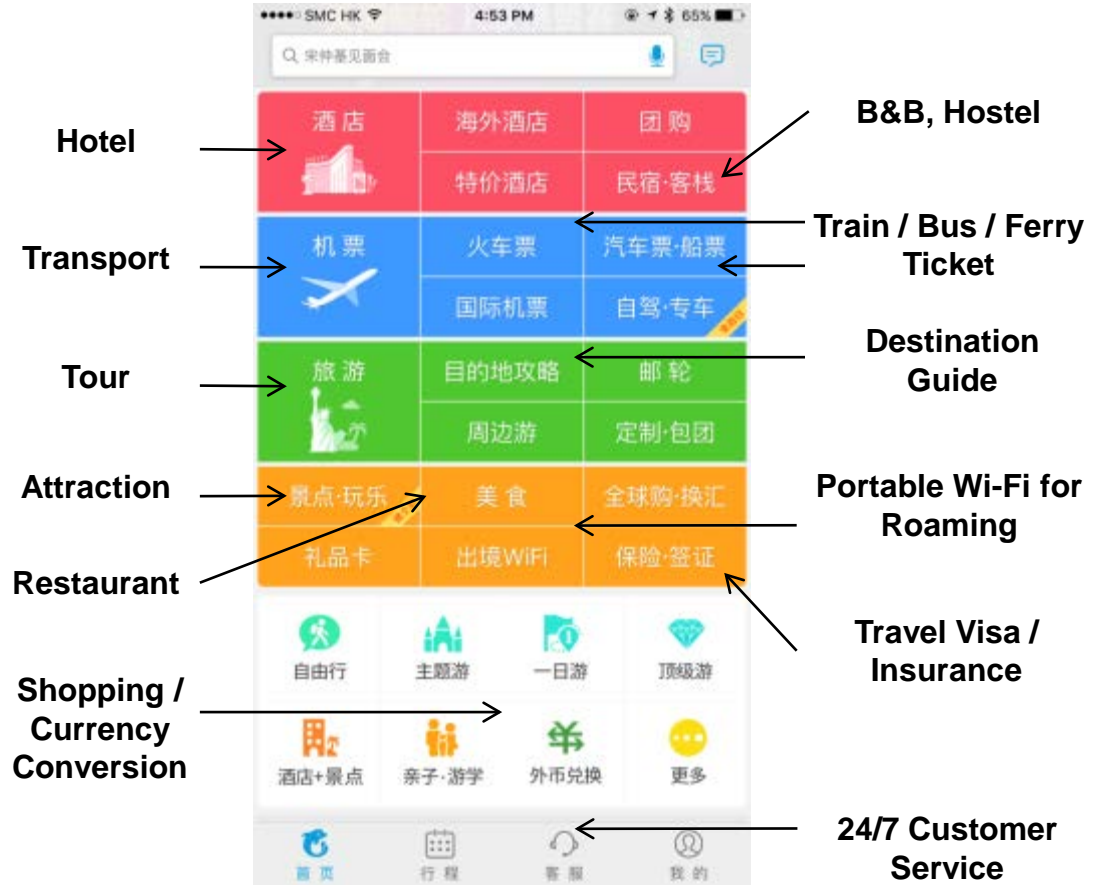 SMC HK
4:53 PM
65%
宋仲基见面会
酒店
海外酒店
团购
特价酒店
民宿·客栈
机票
火车票
汽车票·船票
国际机票
自驾·专车
旅游
目的地攻略
邮轮
周边游
定制·包团
景点·玩乐
美食
全球购·换汇
礼品卡
出境WiFi
保险·签证
自由行
主题游
一日游
顶级游
酒店+景点
亲子·游学
外币兑换
更多
首页
行程
客服
我的
Hotel
Transport
Tour
Attraction
Restaurant
Shopping /
Currency
Conversion
B&B, Hostel
Train / Bus / Ferry
Ticket
Destination
Guide
Portable Wi-Fi for
Roaming
Travel Visa /
Insurance
24/7 Customer
Service